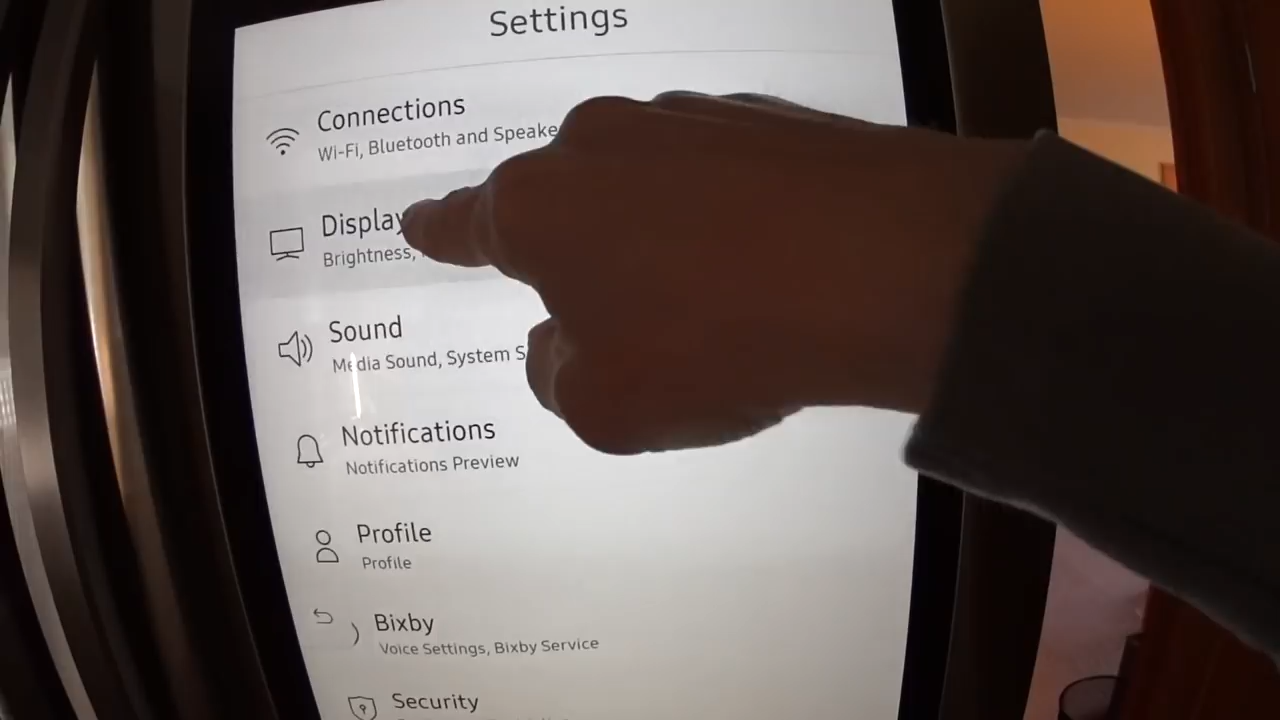 Settings
Connections
Wi-Fi, Bluetooth and
Display
Brightness,
Sound
Media Sound, System
Notifications
Notifications Preview
Profile
Profile
Bixby
Voice Settings, Bixby Service
Security